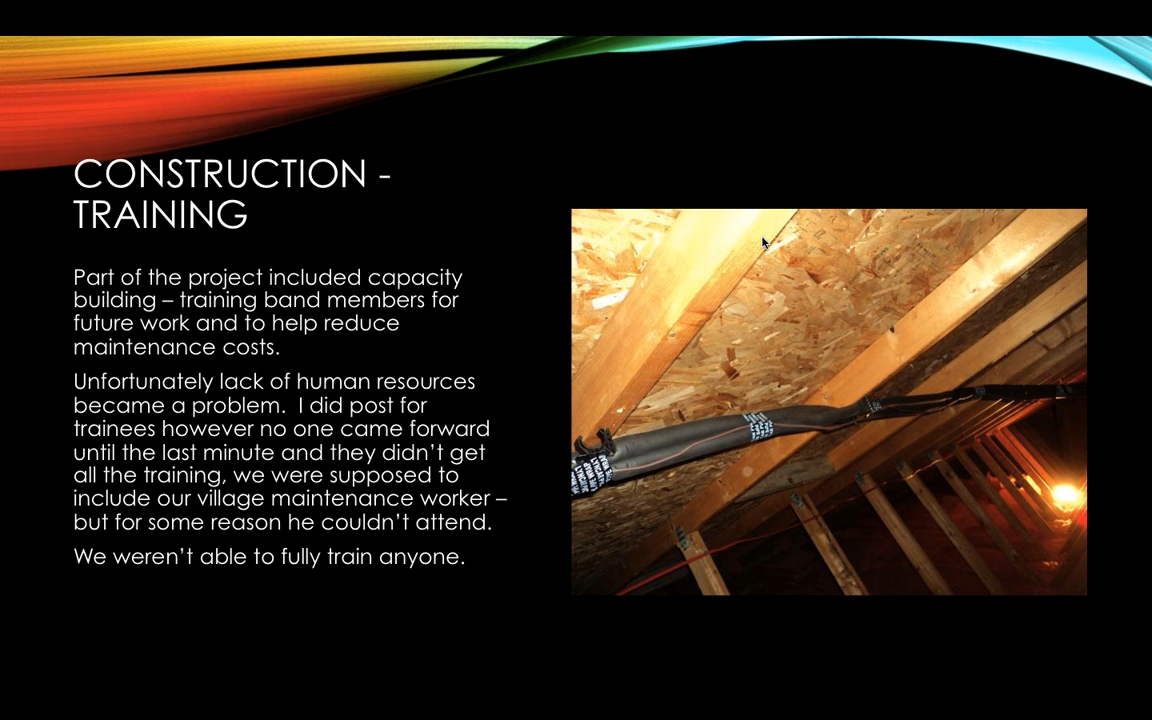 CONSTRUCTION -
TRAINING
Part of the project included capacity
building – training band members for
future work and to help reduce
maintenance costs.
Unfortunately lack of human resources
became a problem.  I did post for
trainees however no one came forward
until the last minute and they didn’t get
all the training, we were supposed to
include our village maintenance worker –
but for some reason he couldn’t attend.
We weren’t able to fully train anyone.